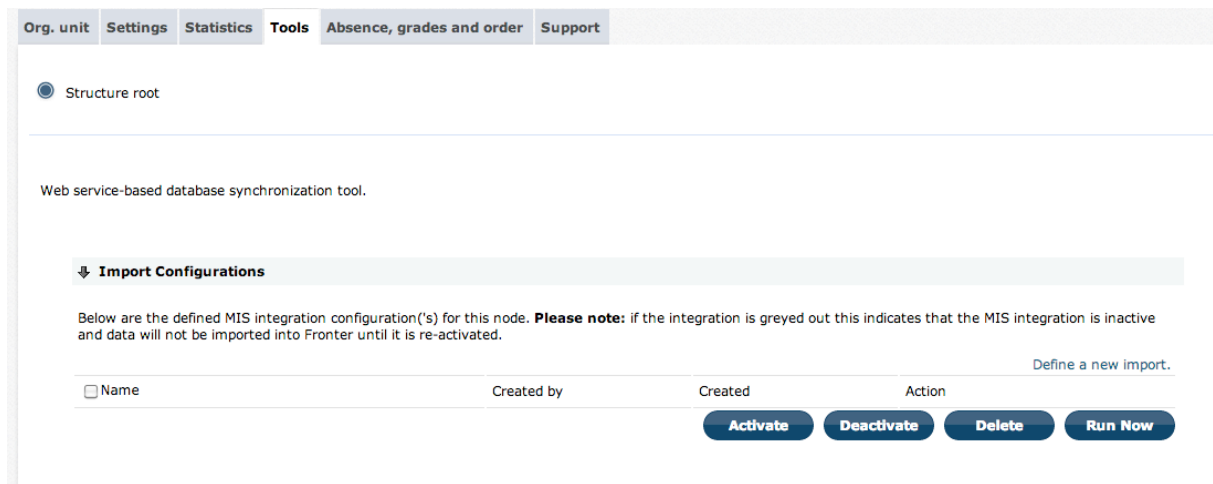 Org. unit Settings Statistics Tools Absence, grades and order Support
Structure root
Web service-based database synchronization tool.
Import Configurations
Below are the defined MIS integration configuration('s) for this node. Please note: if the integration is greyed out this indicates that the MIS integration is inactive
and data will not be imported into Fronter until it is re-activated.
Define a new import.
Name Created by Created Action
Activate Deactivate Delete Run Now